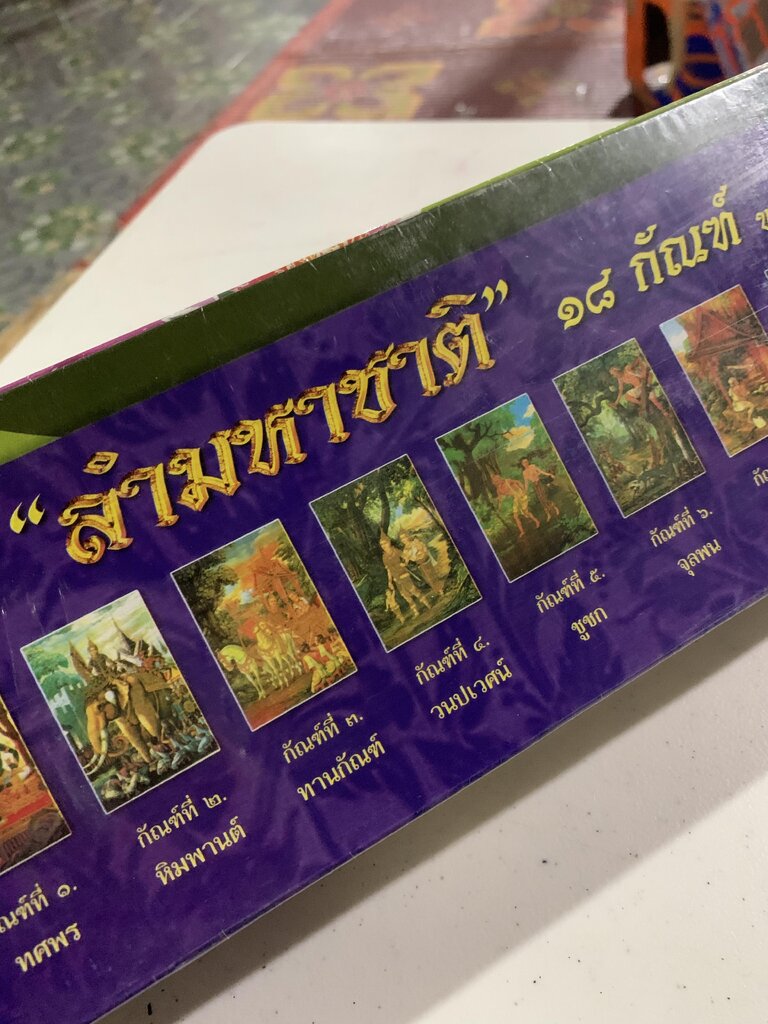 “ลำมหาชาติ” ๑๘ กัณฑ์
กัณฑ์ที่ ๑.
ทศพร
กัณฑ์ที่ ๒.
หิมพานต์
กัณฑ์ที่ ๓.
ทานกัณฑ์
กัณฑ์ที่ ๔.
วนปเวศน์
กัณฑ์ที่ ๕.
ชูชก
กัณฑ์ที่ ๖.
จุลพน